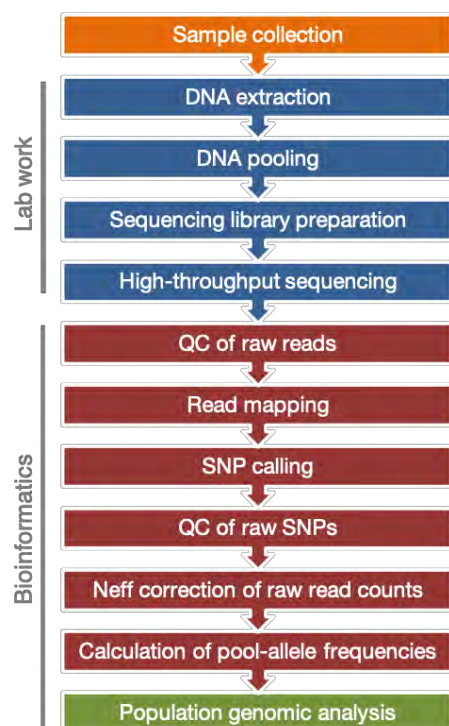 Sample collection
Lab work
DNA extraction
DNA pooling
Sequencing library preparation
High-throughput sequencing
Bioinformatics
QC of raw reads
Read mapping
SNP calling
QC of raw SNPs
Neff correction of raw read counts
Calculation of pool-allele frequencies
Population genomic analysis